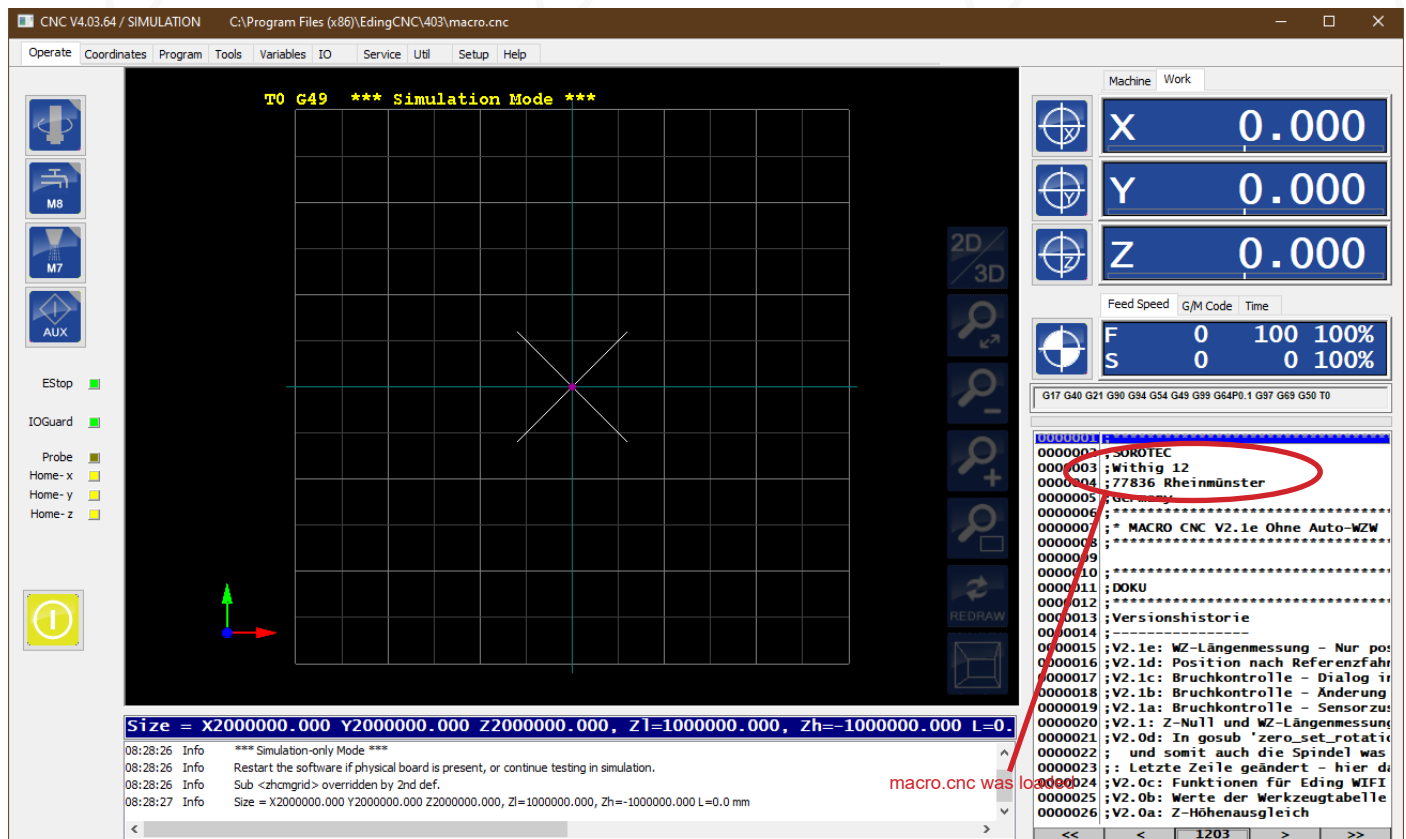 CNC V4.03.64 / SIMULATION C:\Program Files (x86)\EdingCNC\403\macro.cnc
Operate Coordinates Program Tools Variables IO Service Util Setup Help
T0 G49 *** Simulation Mode ***
M8
M7
AUX
EStop
IOGuard
Probe
Home- x
Home- y
Home- z
2D/3D
REDRAW
Machine Work
X 0.000
Y 0.000
Z 0.000
Feed Speed G/M Code Time
F 0 100 100%
S 0 0 100%
G17 G40 G21 G90 G94 G54 G49 G99 G64P0.1 G97 G69 G50 T0
0000001 ;**********************************
0000002 ;SOROTEC
0000003 ;Withig 12
0000004 ;77836 Rheinmünster
0000005 ;Germany
0000006 ;**********************************
0000007 ;* MACRO CNC V2.1e Ohne Auto-WZW
0000008 ;**********************************
0000009
0000010 ;**********************************
0000011 ;DOKU
0000012 ;**********************************
0000013 ;Versionshistorie
0000014 ;----------------
0000015 ;V2.1e: WZ-Längenmessung - Nur pos
0000016 ;V2.1d: Position nach Referenzfahr
0000017 ;V2.1c: Bruchkontrolle - Dialog in
0000018 ;V2.1b: Bruchkontrolle - Änderung
0000019 ;V2.1a: Bruchkontrolle - Sensorzus
0000020 ;V2.1: Z-Null und WZ-Längenmessung
0000021 ;V2.0d: In gosub 'zero_set_rotatio
0000022 ; und somit auch die Spindel was
0000023 ;: Letzte Zeile geändert - hier da
0000024 ;V2.0c: Funktionen für Eding WIFI
0000025 ;V2.0b: Werte der Werkzeugtabelle
0000026 ;V2.0a: Z-Höhenausgleich
<< < 1203 > >>
Size = X2000000.000 Y2000000.000 Z2000000.000, Zl=1000000.000, Zh=-1000000.000 L=0.
08:28:26 Info *** Simulation-only Mode ***
08:28:26 Info Restart the software if physical board is present, or continue testing in simulation.
08:28:26 Info Sub <zhcmgrid> overridden by 2nd def.
08:28:27 Info Size = X2000000.000 Y2000000.000 Z2000000.000, Zl=1000000.000, Zh=-1000000.000 L=0.0 mm
macro.cnc was loaded